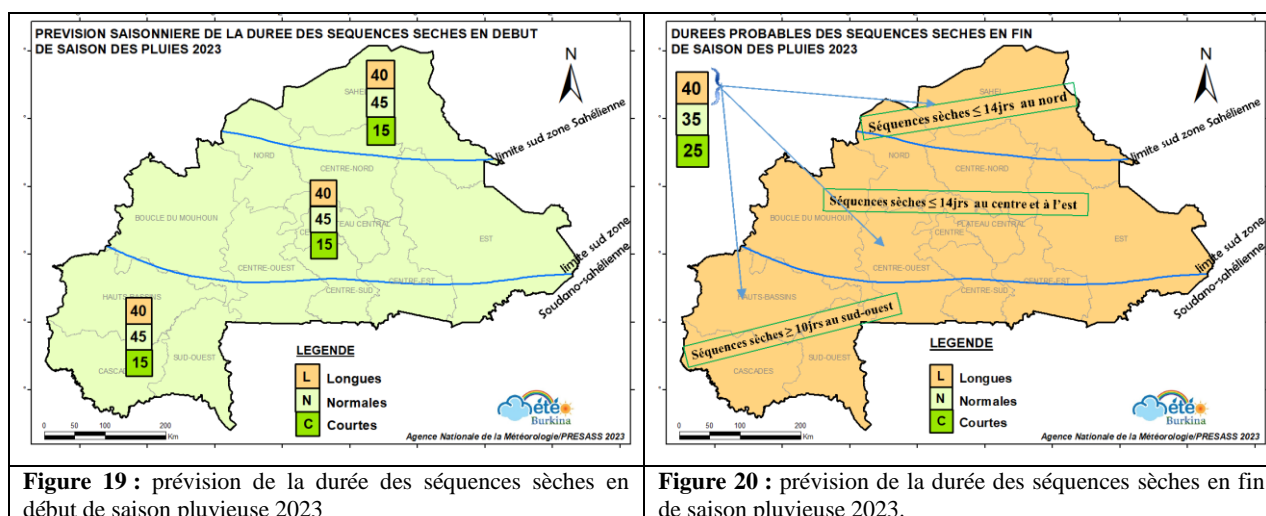 PREVISION SAISONNIERE DE LA DUREE DES SEQUENCES SECHES EN DEBUT
DE SAISON DES PLUIES 2023
N
40
SAHEL
45
15
limite sud zone Sahélienne
NORD
CENTRE-NORD
40
45
15
BOUCLE DU MOUHOUN
PLATEAU CENTRAL
EST
limite sud zone
Soudano-sahélienne
CENTRE-OUEST
CENTRE-EST
CENTRE-SUD
HAUTS-BASSINS
40
45
15
SUD-OUEST
CASCADES
LEGENDE
L Longues
N Normales
C Courtes
0 50 100 200
Km
Météo
Burkina
Agence Nationale de la Météorologie/PRESASS 2023
Figure 19 : prévision de la durée des séquences sèches en
début de saison pluvieuse 2023
DUREES PROBABLES DES SEQUENCES SECHES EN FIN
DE SAISON DES PLUIES 2023
N
40
35
25
SAHEL
Séquences sèches ≤ 14jrs au nord
limite sud zone Sahélienne
NORD
CENTRE-NORD
Séquences sèches ≤ 14jrs au centre et à l'est
BOUCLE DU MOUHOUN
PLATEAU CENTRAL
CENTRE
EST
limite sud zone
Soudano-sahélienne
CENTRE-OUEST
CENTRE-EST
CENTRE-SUD
HAUTS-BASSINS
Séquences sèches ≥ 10jrs au sud-ouest
SUD-OUEST
CASCADES
LEGENDE
L Longues
N Normales
C Courtes
0 50 100 200
Km
Météo
Burkina
Agence Nationale de la Météorologie/PRESASS 2023
Figure 20 : prévision de la durée des séquences sèches en fin
de saison pluvieuse 2023.